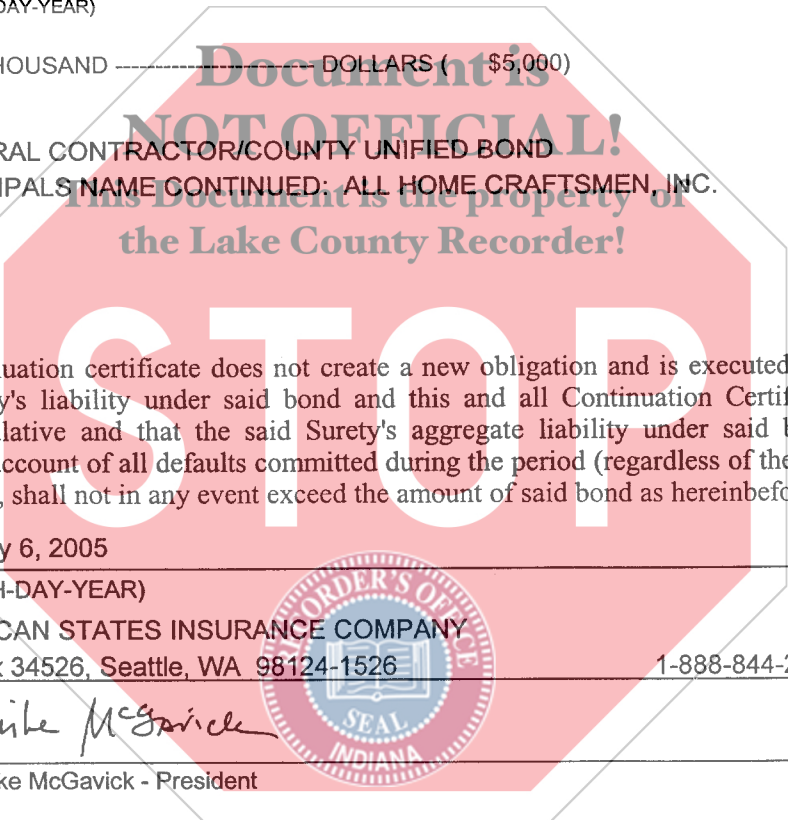 DAY-YEAR)
HOUSAND ---------------------------- DOLLARS ( $5,000)
Document is
NOT OFFICIAL!
This Document is the property of
the Lake County Recorder!
RAL CONTRACTOR/COUNTY UNIFIED BOND
IPALS NAME CONTINUED: ALL HOME CRAFTSMEN, INC.
STOP
uation certificate does not create a new obligation and is executed
y's liability under said bond and this and all Continuation Certif
lative and that the said Surety's aggregate liability under said b
account of all defaults committed during the period (regardless of the
, shall not in any event exceed the amount of said bond as hereinbefo
y 6, 2005
H-DAY-YEAR)
CAN STATES INSURANCE COMPANY
x 34526, Seattle, WA 98124-1526 1-888-844-2
RECORDER'S OFFICE
SEAL
INDIANA
ike McGavick
ke McGavick - President